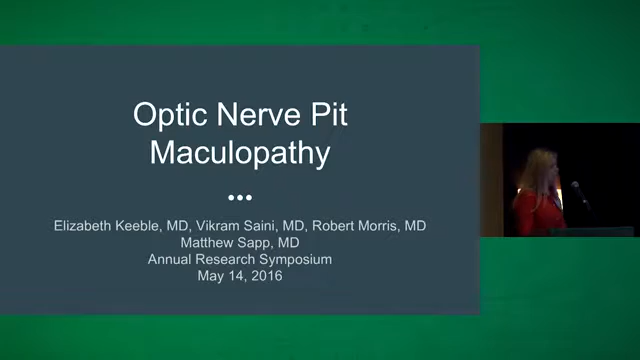 Optic Nerve Pit
Maculopathy
Elizabeth Keeble, MD, Vikram Saini, MD, Robert Morris, MD
Matthew Sapp, MD
Annual Research Symposium
May 14, 2016